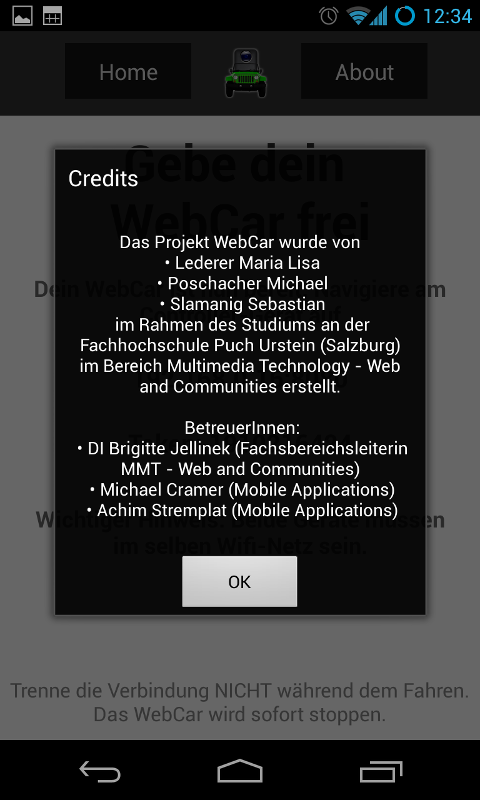 12:34
Home
About
Gebe dein
WebCar frei
Credits
Das Projekt WebCar wurde von
• Lederer Maria Lisa
• Poschacher Michael
• Slamanig Sebastian
im Rahmen des Studiums an der
Fachhochschule Puch Urstein (Salzburg)
im Bereich Multimedia Technology - Web
and Communities erstellt.
BetreuerInnen:
• DI Brigitte Jellinek (Fachsbereichsleiterin
MMT - Web and Communities)
• Michael Cramer (Mobile Applications)
• Achim Stremplat (Mobile Applications)
OK
Dein WebCar am
Wichtiger Hinweis: Beide Geräte müssen
im selben Wifi-Netz sein.
Trenne die Verbindung NICHT während dem Fahren.
Das WebCar wird sofort stoppen.